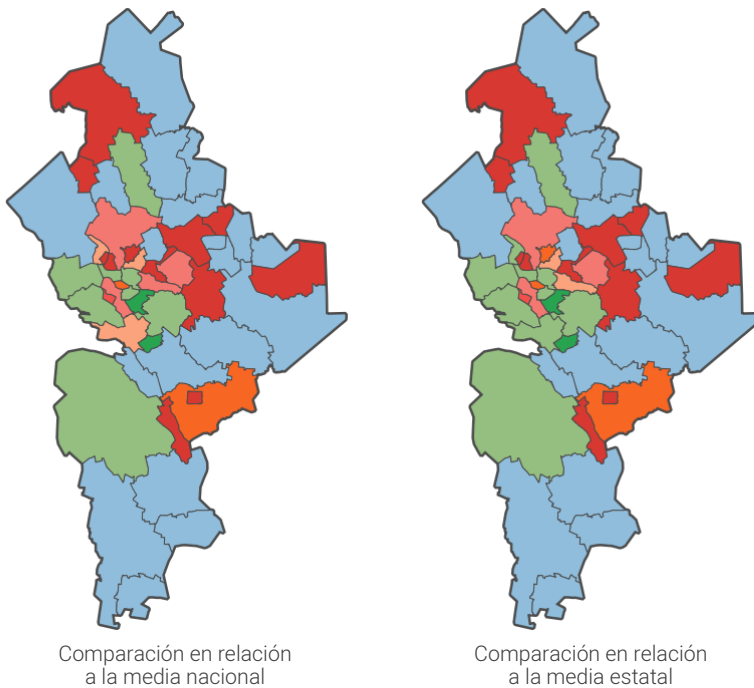 Comparación en relación
a la media nacional
Comparación en relación
a la media estatal